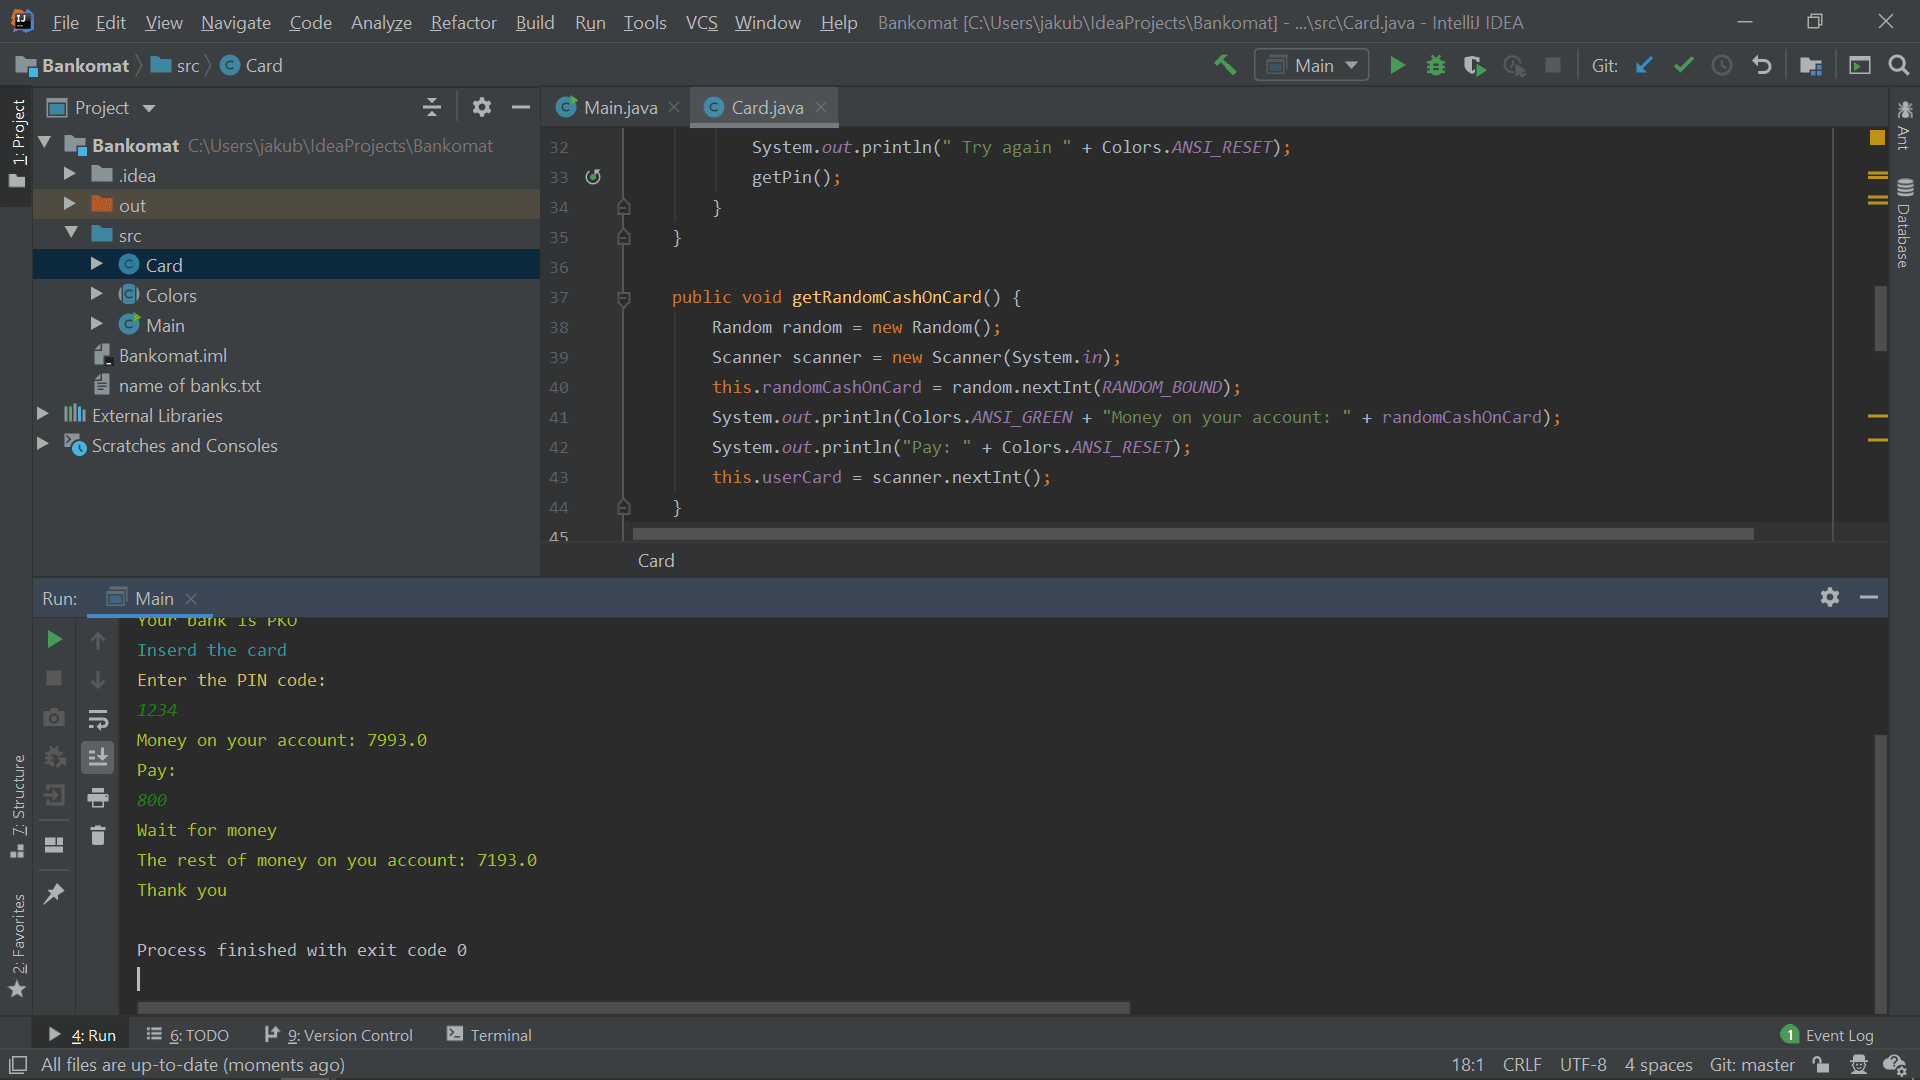 File Edit View Navigate Code Analyze Refactor Build Run Tools VCS Window Help Bankomat [C:\Users\jakub\IdeaProjects\Bankomat] - ...\src\Card.java - IntelliJ IDEA
Bankomat src Card
Main
Git:
1: Project
Project
Bankomat C:\Users\jakub\IdeaProjects\Bankomat
.idea
out
src
Card
Colors
Main
Bankomat.iml
name of banks.txt
External Libraries
Scratches and Consoles
Main.java Card.java
32 System.out.println(" Try again " + Colors.ANSI_RESET);
33 getPin();
34 }
35 }
36
37 public void getRandomCashOnCard() {
38 Random random = new Random();
39 Scanner scanner = new Scanner(System.in);
40 this.randomCashOnCard = random.nextInt(RANDOM_BOUND);
41 System.out.println(Colors.ANSI_GREEN + "Money on your account: " + randomCashOnCard);
42 System.out.println("Pay: " + Colors.ANSI_RESET);
43 this.userCard = scanner.nextInt();
44 }
45
Card
Ant
Database
Run: Main
Your bank is PKO
Inserd the card
Enter the PIN code:
1234
Money on your account: 7993.0
Pay:
800
Wait for money
The rest of money on you account: 7193.0
Thank you
Process finished with exit code 0
7: Structure
2: Favorites
4: Run 6: TODO 9: Version Control Terminal 1 Event Log
All files are up-to-date (moments ago) 18:1 CRLF UTF-8 4 spaces Git: master